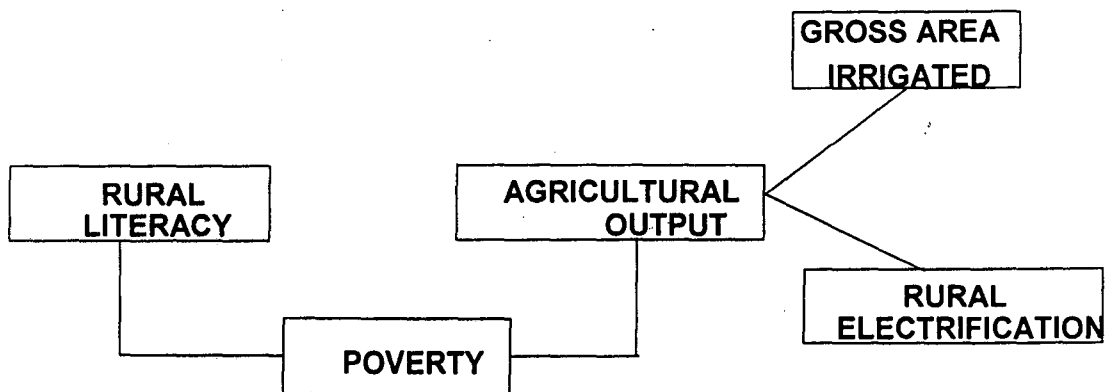 GROSS AREA
IRRIGATED
RURAL
LITERACY
AGRICULTURAL
OUTPUT
RURAL
ELECTRIFICATION
POVERTY